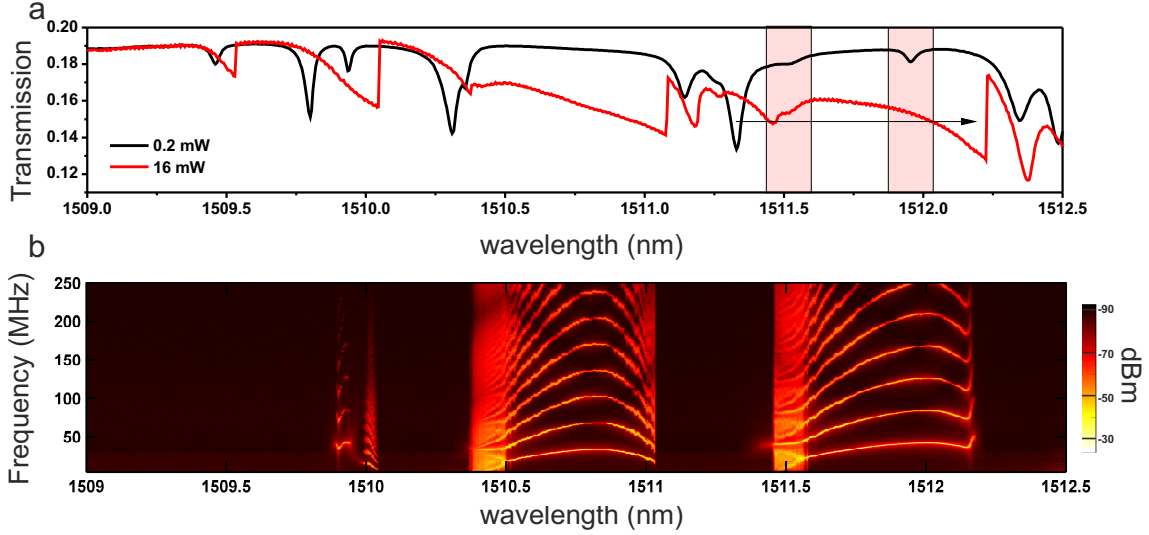 a
Transmission
0.20
0.18
0.16
0.14
0.12
0.2 mW
16 mW
1509.0 1509.5 1510.0 1510.5 1511.0 1511.5 1512.0 1512.5
wavelength (nm)
b
Frequency (MHz)
250
200
150
100
50
1509 1509.5 1510 1510.5 1511 1511.5 1512 1512.5
wavelength (nm)
-90
-70
-50
-30
dBm